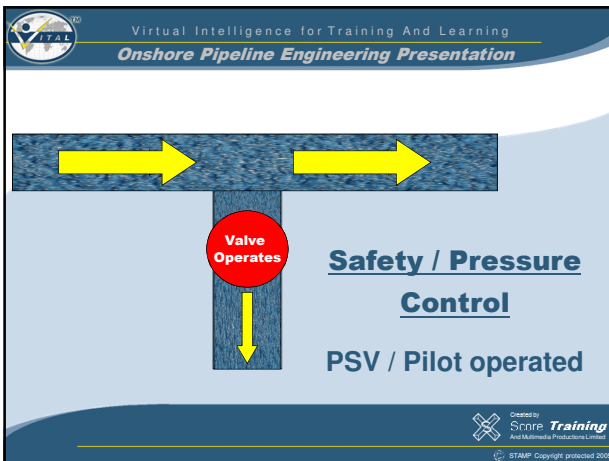 VITAL
TM
Virtual Intelligence for Training And Learning
Onshore Pipeline Engineering Presentation
Valve
Operates
Safety / Pressure
Control
PSV / Pilot operated
Created by
Score Training
And Multimedia Productions Limited
STAMP Copyright protected 2005